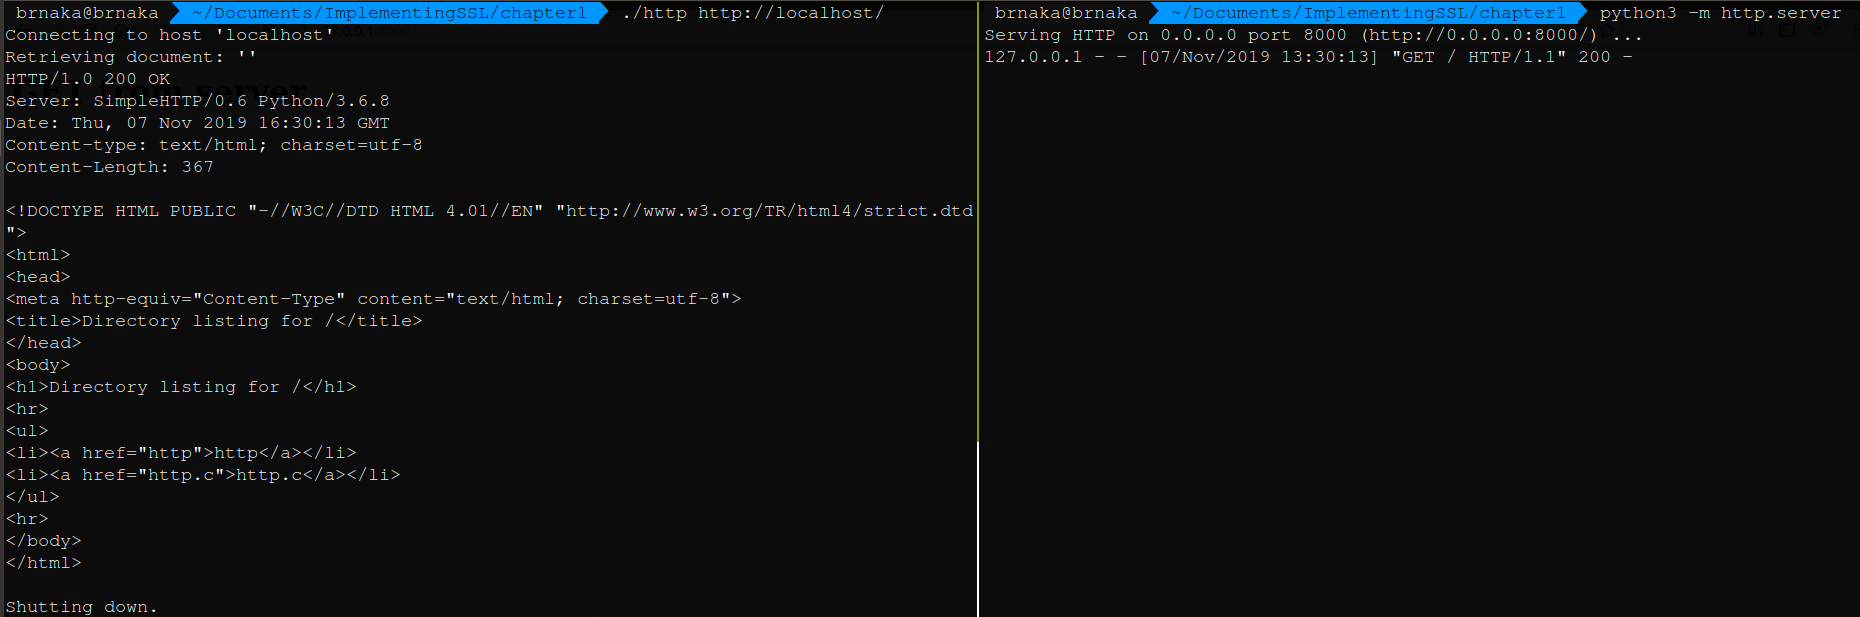 brnaka@brnaka ~/Documents/ImplementingSSL/chapter1 ./http http://localhost/
Connecting to host 'localhost'
Retrieving document: ''
HTTP/1.0 200 OK
Server: SimpleHTTP/0.6 Python/3.6.8
Date: Thu, 07 Nov 2019 16:30:13 GMT
Content-type: text/html; charset=utf-8
Content-Length: 367

<!DOCTYPE HTML PUBLIC "-//W3C//DTD HTML 4.01//EN" "http://www.w3.org/TR/html4/strict.dtd
">
<html>
<head>
<meta http-equiv="Content-Type" content="text/html; charset=utf-8">
<title>Directory listing for /</title>
</head>
<body>
<h1>Directory listing for /</h1>
<hr>
<ul>
<li><a href="http">http</a></li>
<li><a href="http.c">http.c</a></li>
</ul>
<hr>
</body>
</html>

Shutting down.
brnaka@brnaka ~/Documents/ImplementingSSL/chapter1 python3 -m http.server
Serving HTTP on 0.0.0.0 port 8000 (http://0.0.0.0:8000/) ...
127.0.0.1 - - [07/Nov/2019 13:30:13] "GET / HTTP/1.1" 200 -